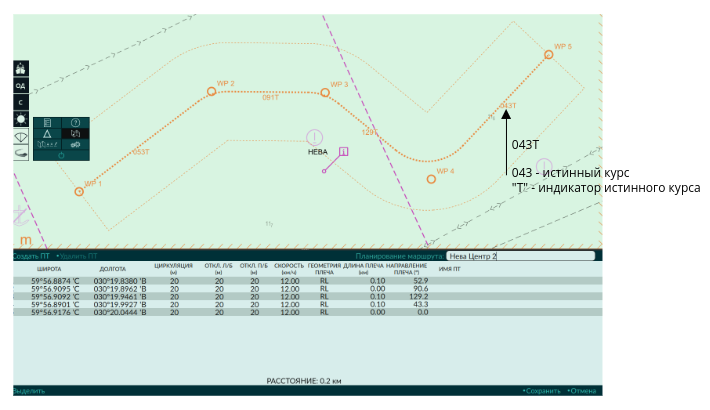 WP 5
WP 2
WP 3
091T
043T
ОД
С
129T
053T
НЕВА
WP 4
WP 1
043T
043 - истинный курс
"T" - индикатор истинного курса
m
Создать ПТ •Удалить ПТ
Планирование маршрута: Нева Центр 2
ШИРОТА ДОЛГОТА ЦИРКУЛЯЦИЯ (м) ОТКЛ. П/Б (м) ОТКЛ. Л/Б (м) СКОРОСТЬ (км/ч) ГЕОМЕТРИЯ ПЛЕЧА ДЛИНА ПЛЕЧА (км) НАПРАВЛЕНИЕ ПЛЕЧА (°) ИМЯ ПТ
59°56.8874 'С 030°19.8380 'В 20 20 20 12.00 RL 0.10 52.9
59°56.9095 'С 030°19.8962 'В 20 20 20 12.00 RL 0.00 90.6
59°56.9092 'С 030°19.9461 'В 20 20 20 12.00 RL 0.10 129.2
59°56.8901 'С 030°19.9927 'В 20 20 20 12.00 RL 0.10 43.3
59°56.9176 'С 030°20.0444 'В 20 20 20 12.00 RL 0.00 0.0
РАССТОЯНИЕ: 0.2 км
Выделить •Сохранить •Отмена